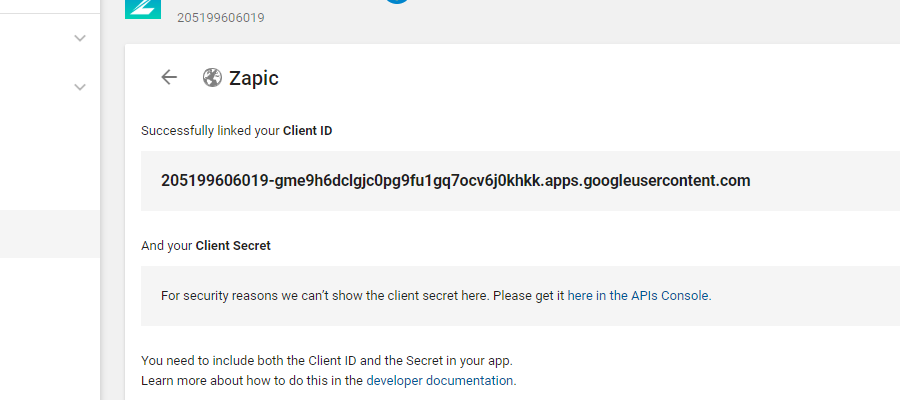 205199606019
Zapic
Successfully linked your Client ID
205199606019-gme9h6dclgjc0pg9fu1gq7ocv6j0khkk.apps.googleusercontent.com
And your Client Secret
For security reasons we can't show the client secret here. Please get it here in the APIs Console.
You need to include both the Client ID and the Secret in your app.
Learn more about how to do this in the developer documentation.